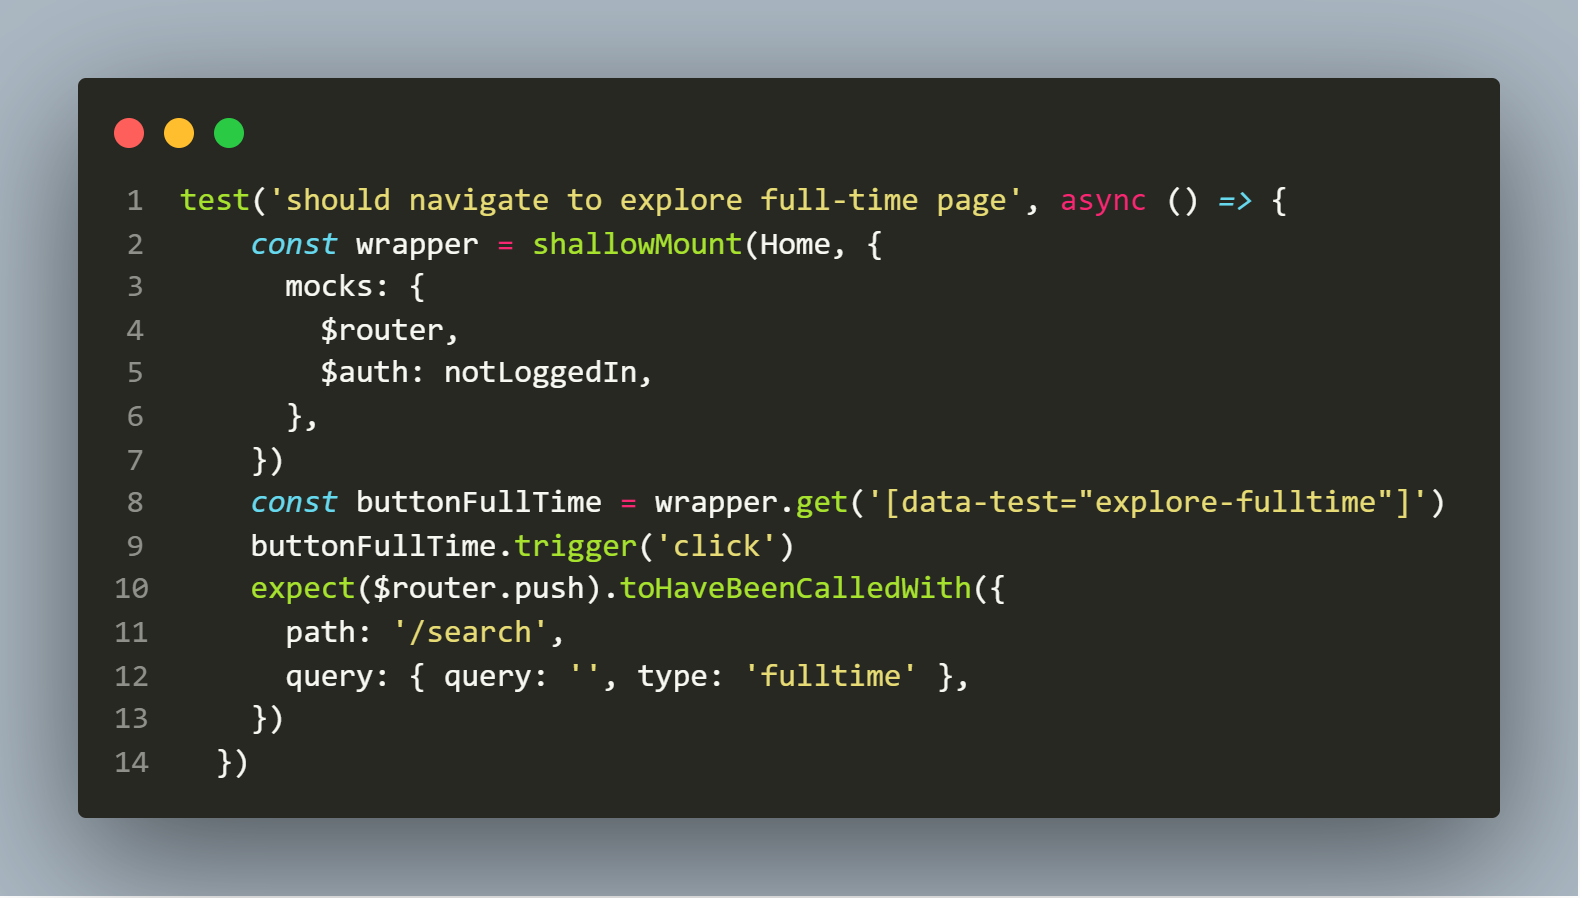 1 test('should navigate to explore full-time page', async () => {
2     const wrapper = shallowMount(Home, {
3       mocks: {
4         $router,
5         $auth: notLoggedIn,
6       },
7     })
8     const buttonFullTime = wrapper.get('[data-test="explore-fulltime"]')
9     buttonFullTime.trigger('click')
10     expect($router.push).toHaveBeenCalledWith({
11       path: '/search',
12       query: { query: '', type: 'fulltime' },
13     })
14   })